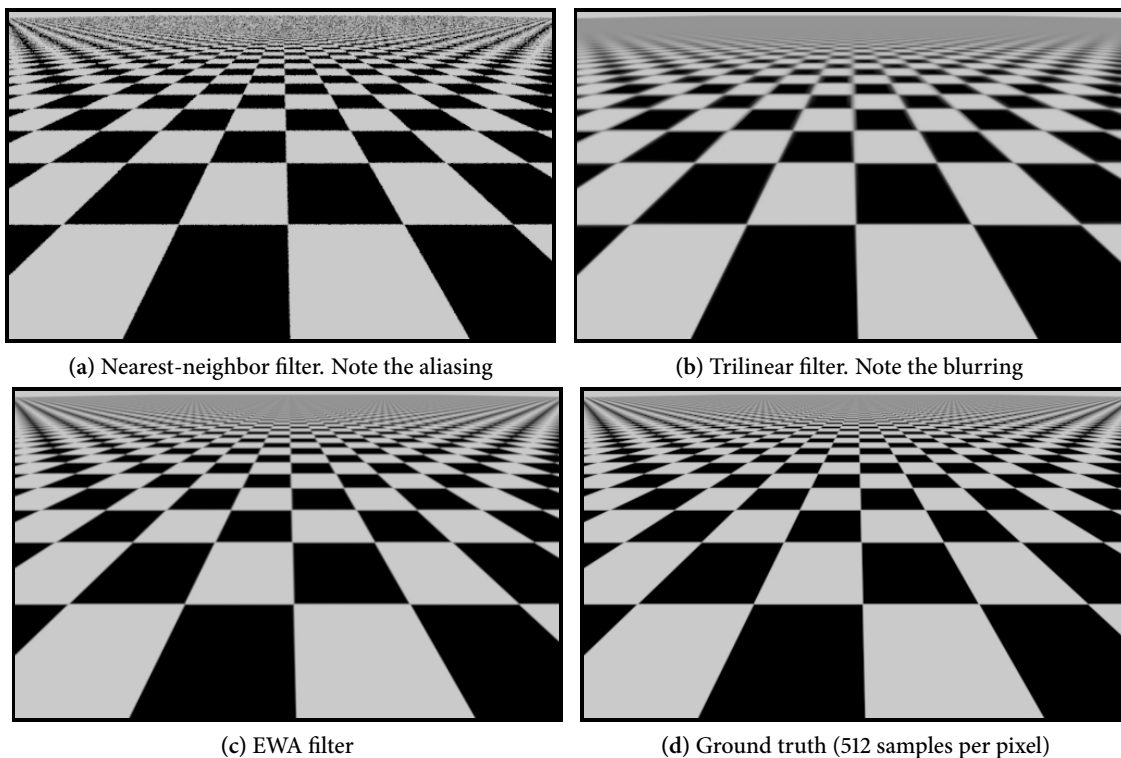 (a) Nearest-neighbor filter. Note the aliasing
(b) Trilinear filter. Note the blurring
(c) EWA filter
(d) Ground truth (512 samples per pixel)